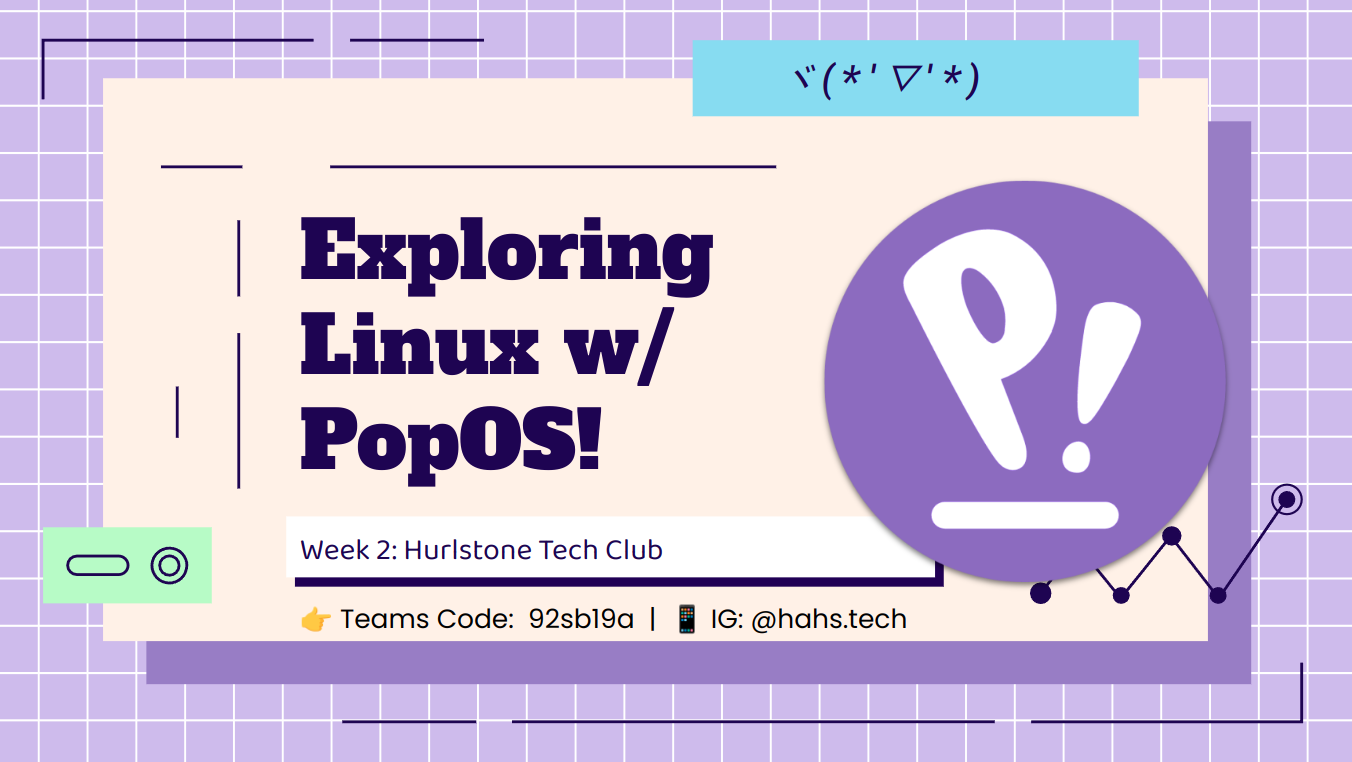 ヾ(*'▽'*)
Exploring
Linux w/
PopOS!
P!
Week 2: Hurlstone Tech Club
👉 Teams Code: 92sb19a | 📱 IG: @hahs.tech